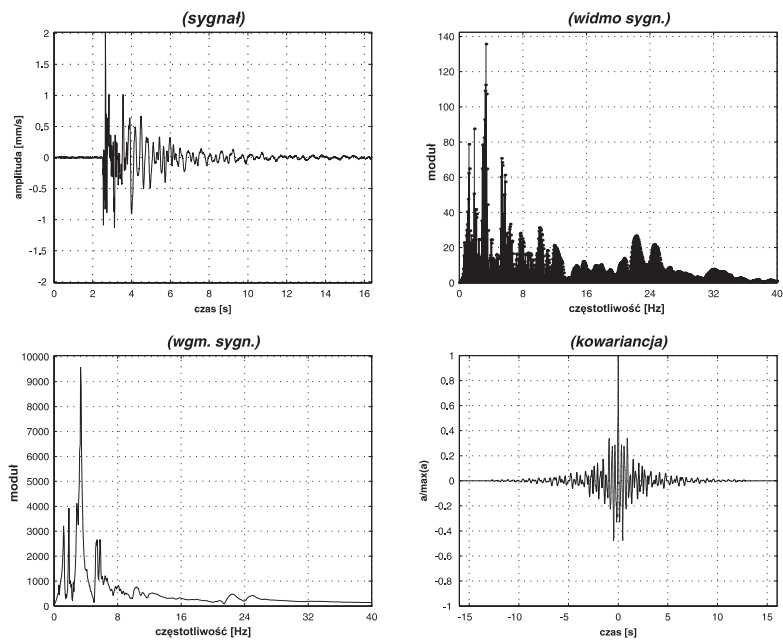 (sygnał)
amplituda [mm/s]
2
1.5
1
0.5
0
-0.5
-1
-1.5
-2
0 2 4 6 8 10 12 14 16
czas [s]
(widmo sygn.)
moduł
140
120
100
80
60
40
20
0
0 8 16 24 32 40
częstotliwość [Hz]
(wgm. sygn.)
moduł
10000
9000
8000
7000
6000
5000
4000
3000
2000
1000
0
0 8 16 24 32 40
częstotliwość [Hz]
(kowariancja)
a/max(a)
1
0.8
0.6
0.4
0.2
0
-0.2
-0.4
-0.6
-0.8
-1
-15 -10 -5 0 5 10 15
czas [s]